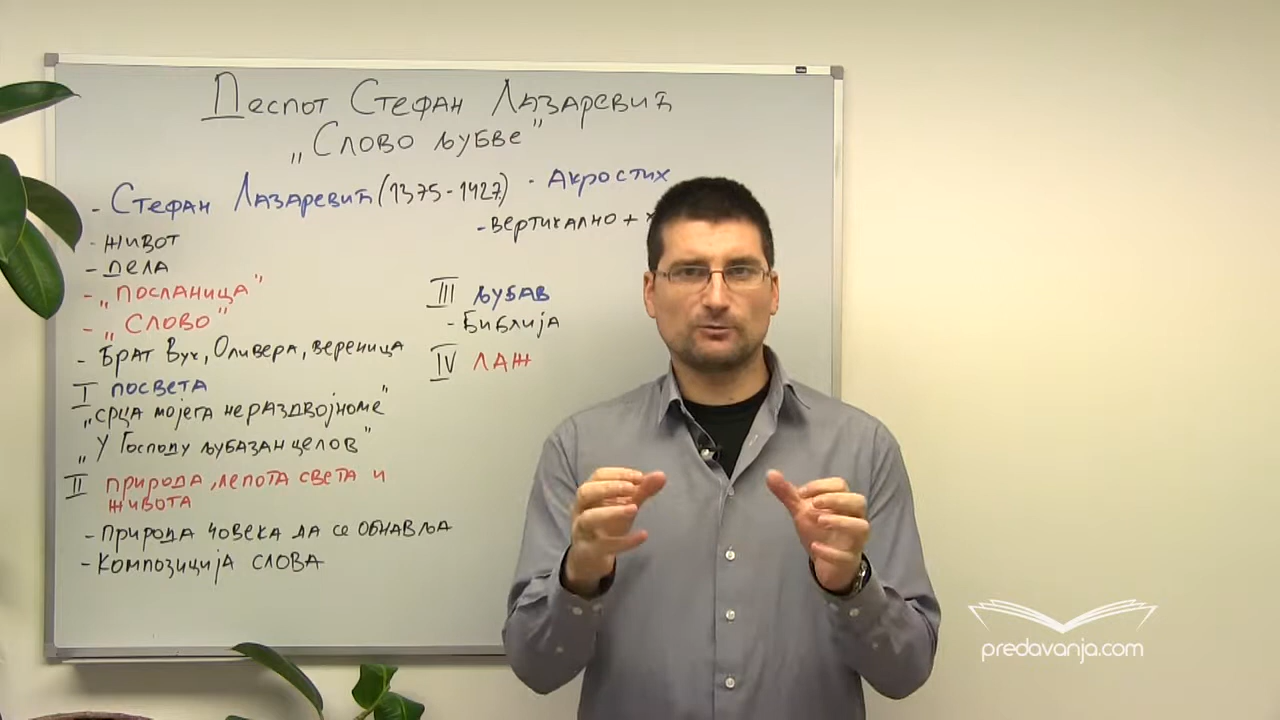 Деспот Стефан Лазаревић
„Слово љубве"
- Стефан Лазаревић (1375-1427.)
- живот
- дела
- „Посланица"
- „Слово"
- Брат Вук, Оливера, вереница
I посвета
„срца мојега нераздвојноме"
„У Господу љубазан целов"
II природа, лепота света и
живота
- Природа човека да се обнавља
- Композиција слова
· Акростих
- вертикално +
III љубав
- Библија
IV лаж
predavanja.com